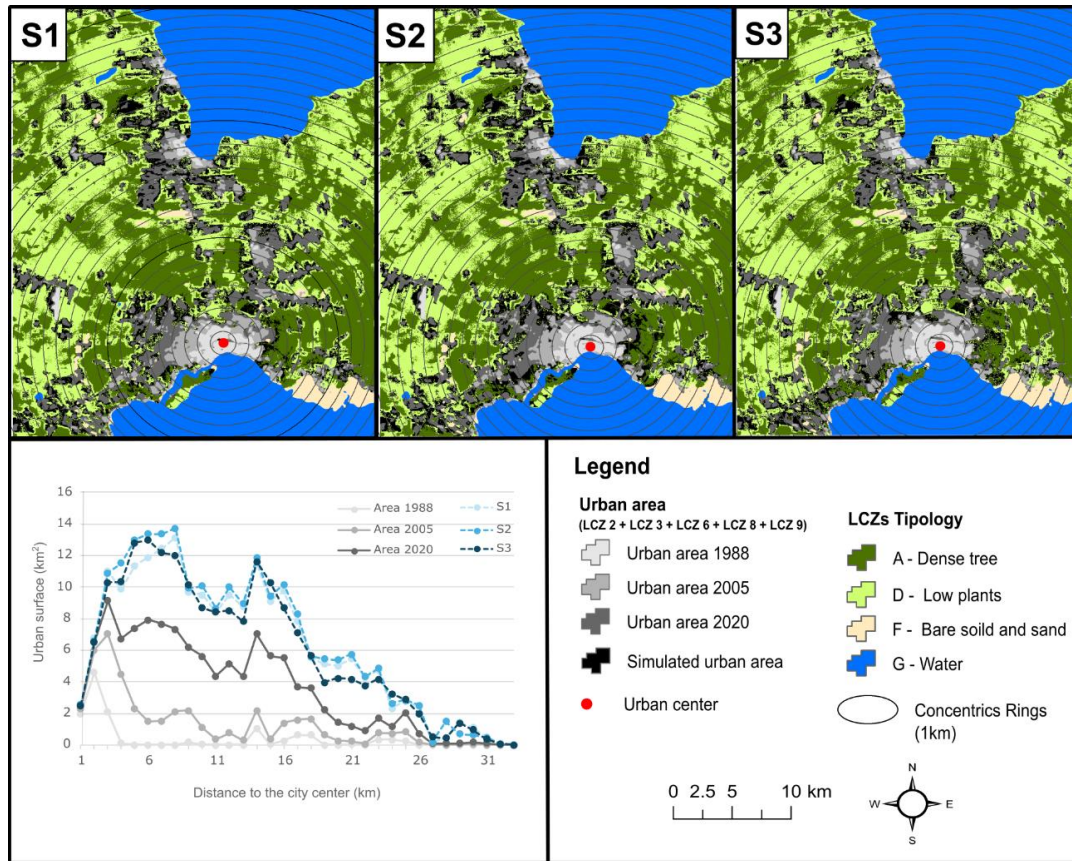 S1
S2
S3
16
14
12
10
8
6
4
2
0
Urban surface (km²)
Area 1988
Area 2005
Area 2020
S1
S2
S3
1
6
11
16
21
26
31
Distance to the city center (km)
Legend
Urban area
(LCZ 2 + LCZ 3 + LCZ 6 + LCZ 8 + LCZ 9)
Urban area 1988
Urban area 2005
Urban area 2020
Simulated urban area
Urban center
LCZs Typology
A - Dense tree
D - Low plants
F - Bare soild and sand
G - Water
Concentrics Rings
(1km)
0 2.5 5 10 km
N
W E
S